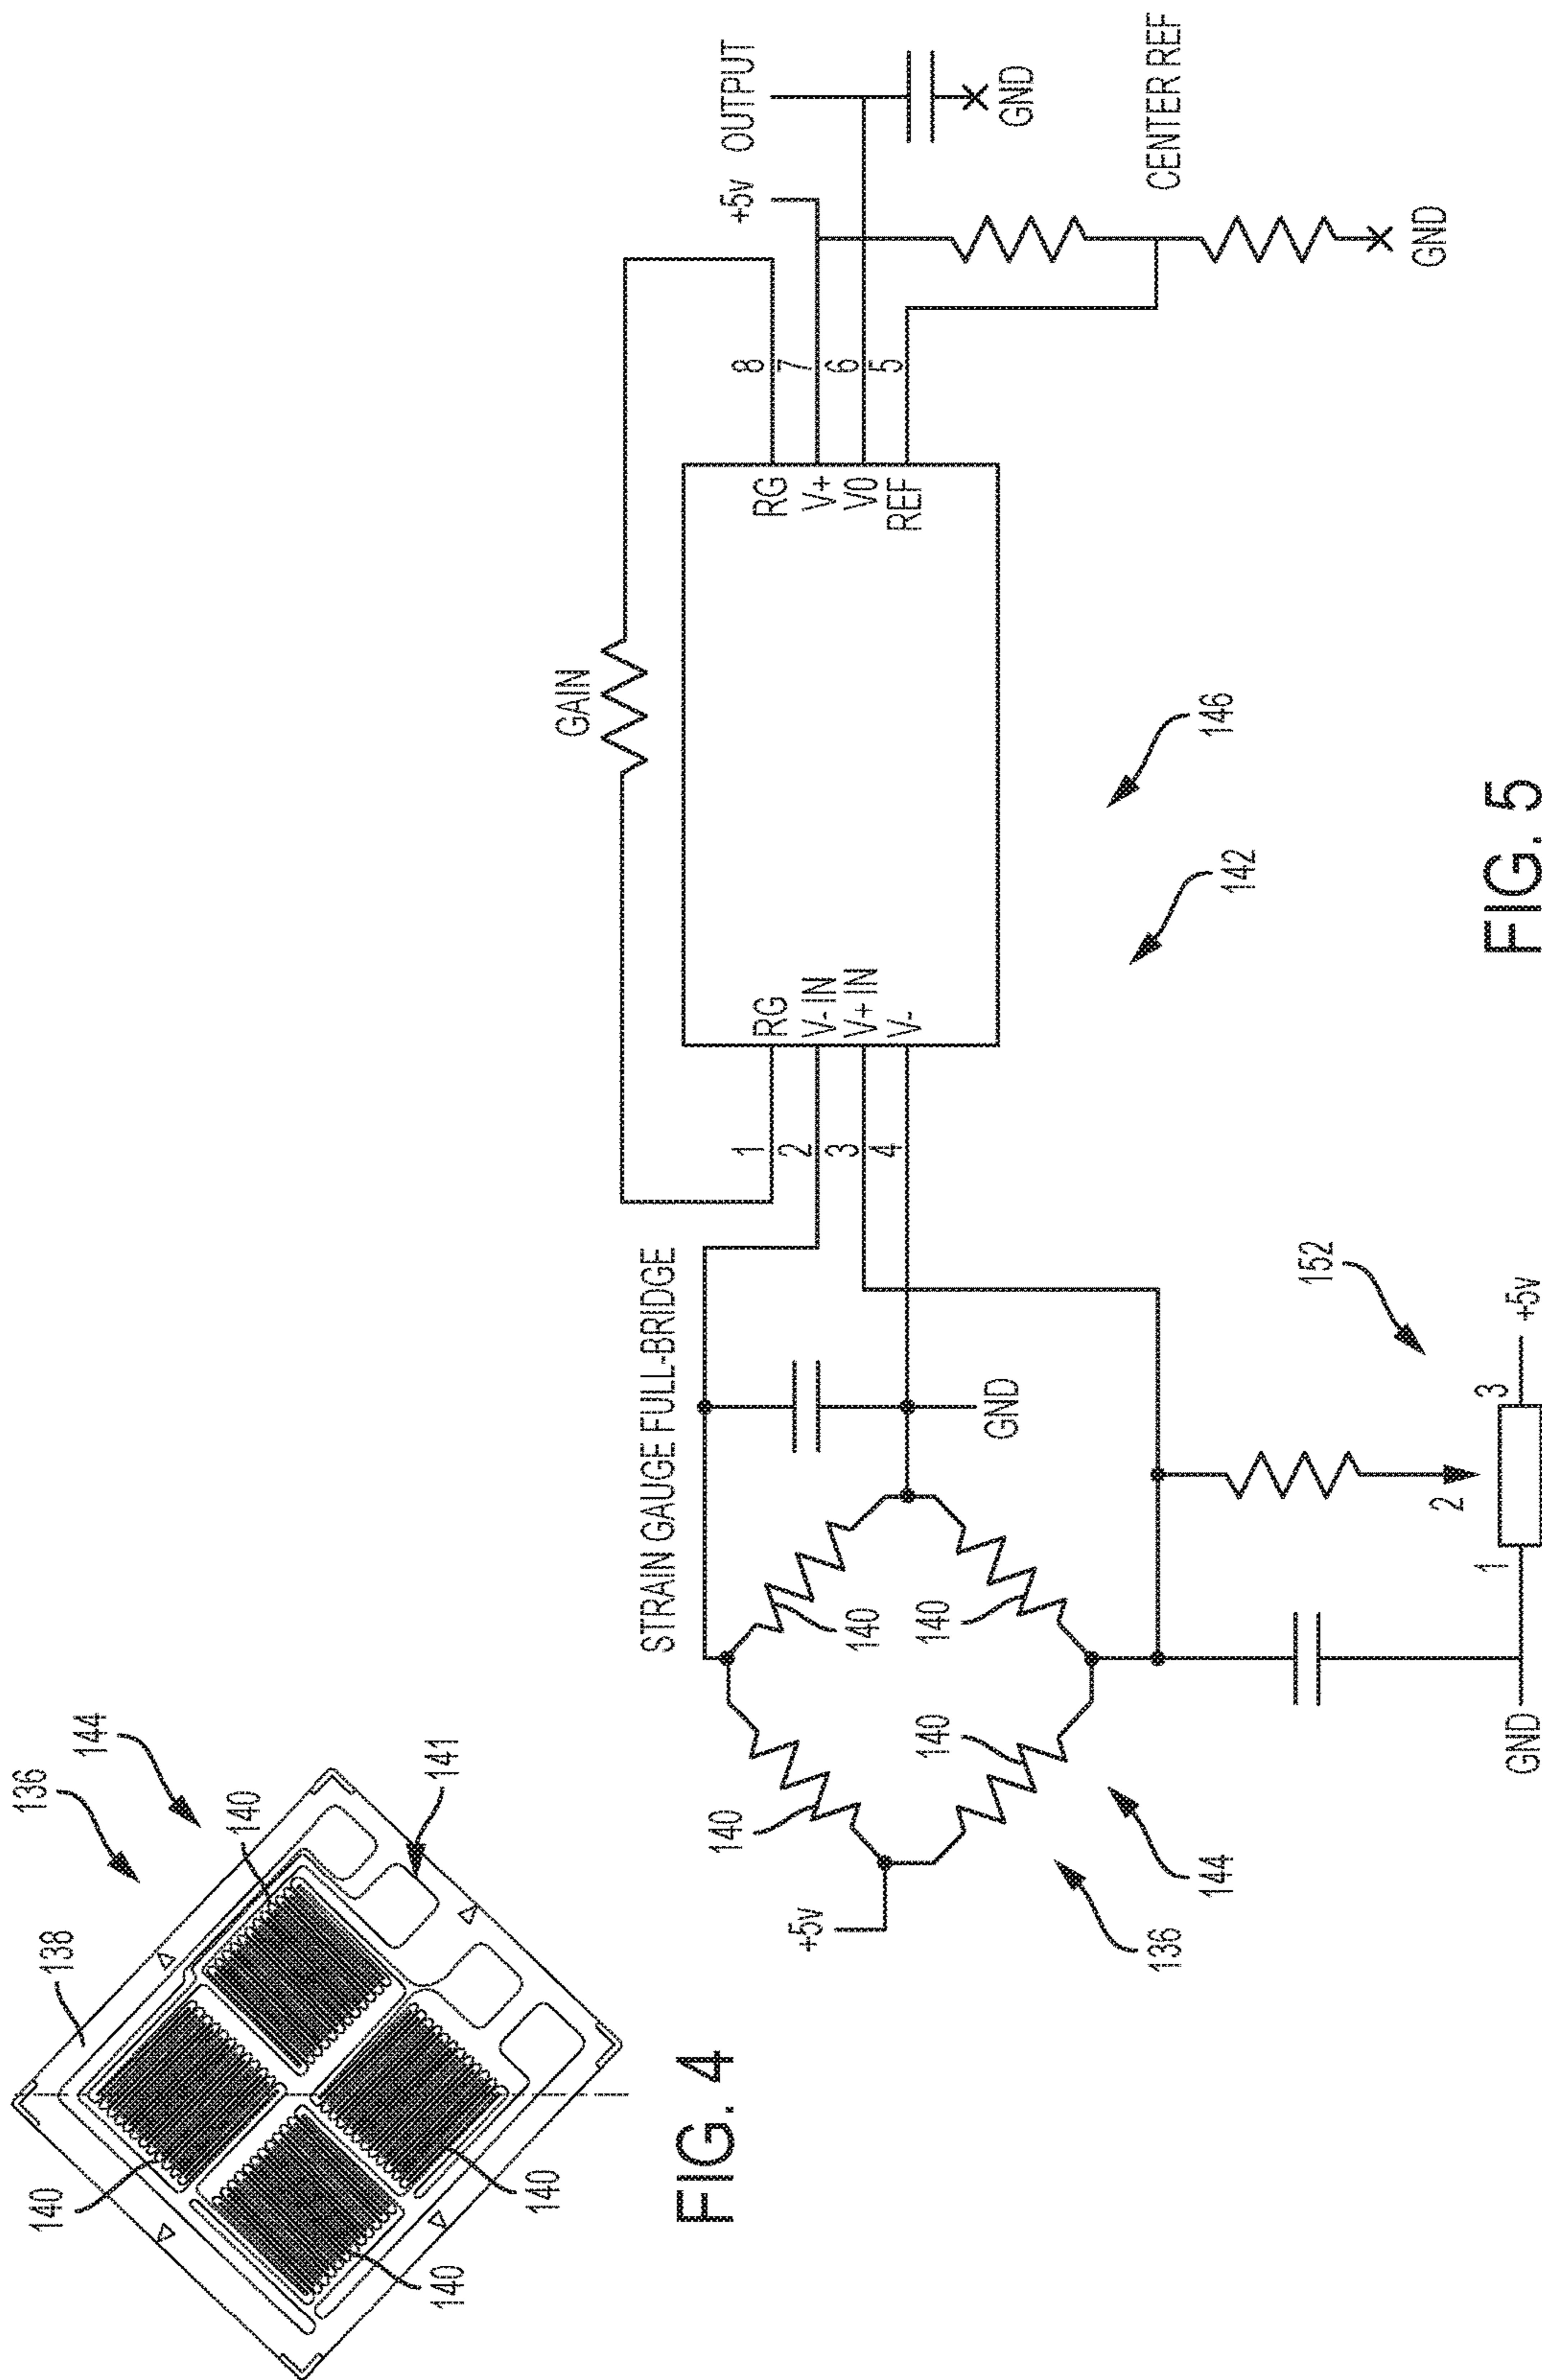 136
144
138
140
141
140
140
140
FIG. 4
STRAIN GAUGE FULL-BRIDGE
+5v
140
140
140
140
136
144
GND
GND
1
2
3
+5v
152
GAIN
1
2
3
4
RG
V- IN
V+ IN
V-
RG
V+
V0
REF
8
7
6
5
+5v
OUTPUT
GND
CENTER REF
GND
142
146
FIG. 5